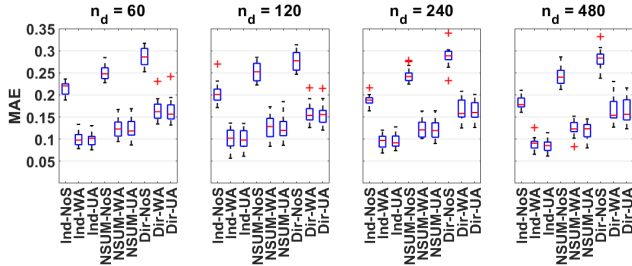 n_d = 60
n_d = 120
n_d = 240
n_d = 480
MAE
0.35
0.3
0.25
0.2
0.15
0.1
0.05
Ind-NoS
Ind-WA
Ind-UA
NSUM-NoS
NSUM-WA
NSUM-UA
Dir-NoS
Dir-WA
Dir-UA
Ind-NoS
Ind-WA
Ind-UA
NSUM-NoS
NSUM-WA
NSUM-UA
Dir-NoS
Dir-WA
Dir-UA
Ind-NoS
Ind-WA
Ind-UA
NSUM-NoS
NSUM-WA
NSUM-UA
Dir-NoS
Dir-WA
Dir-UA
Ind-NoS
Ind-WA
Ind-UA
NSUM-NoS
NSUM-WA
NSUM-UA
Dir-NoS
Dir-WA
Dir-UA